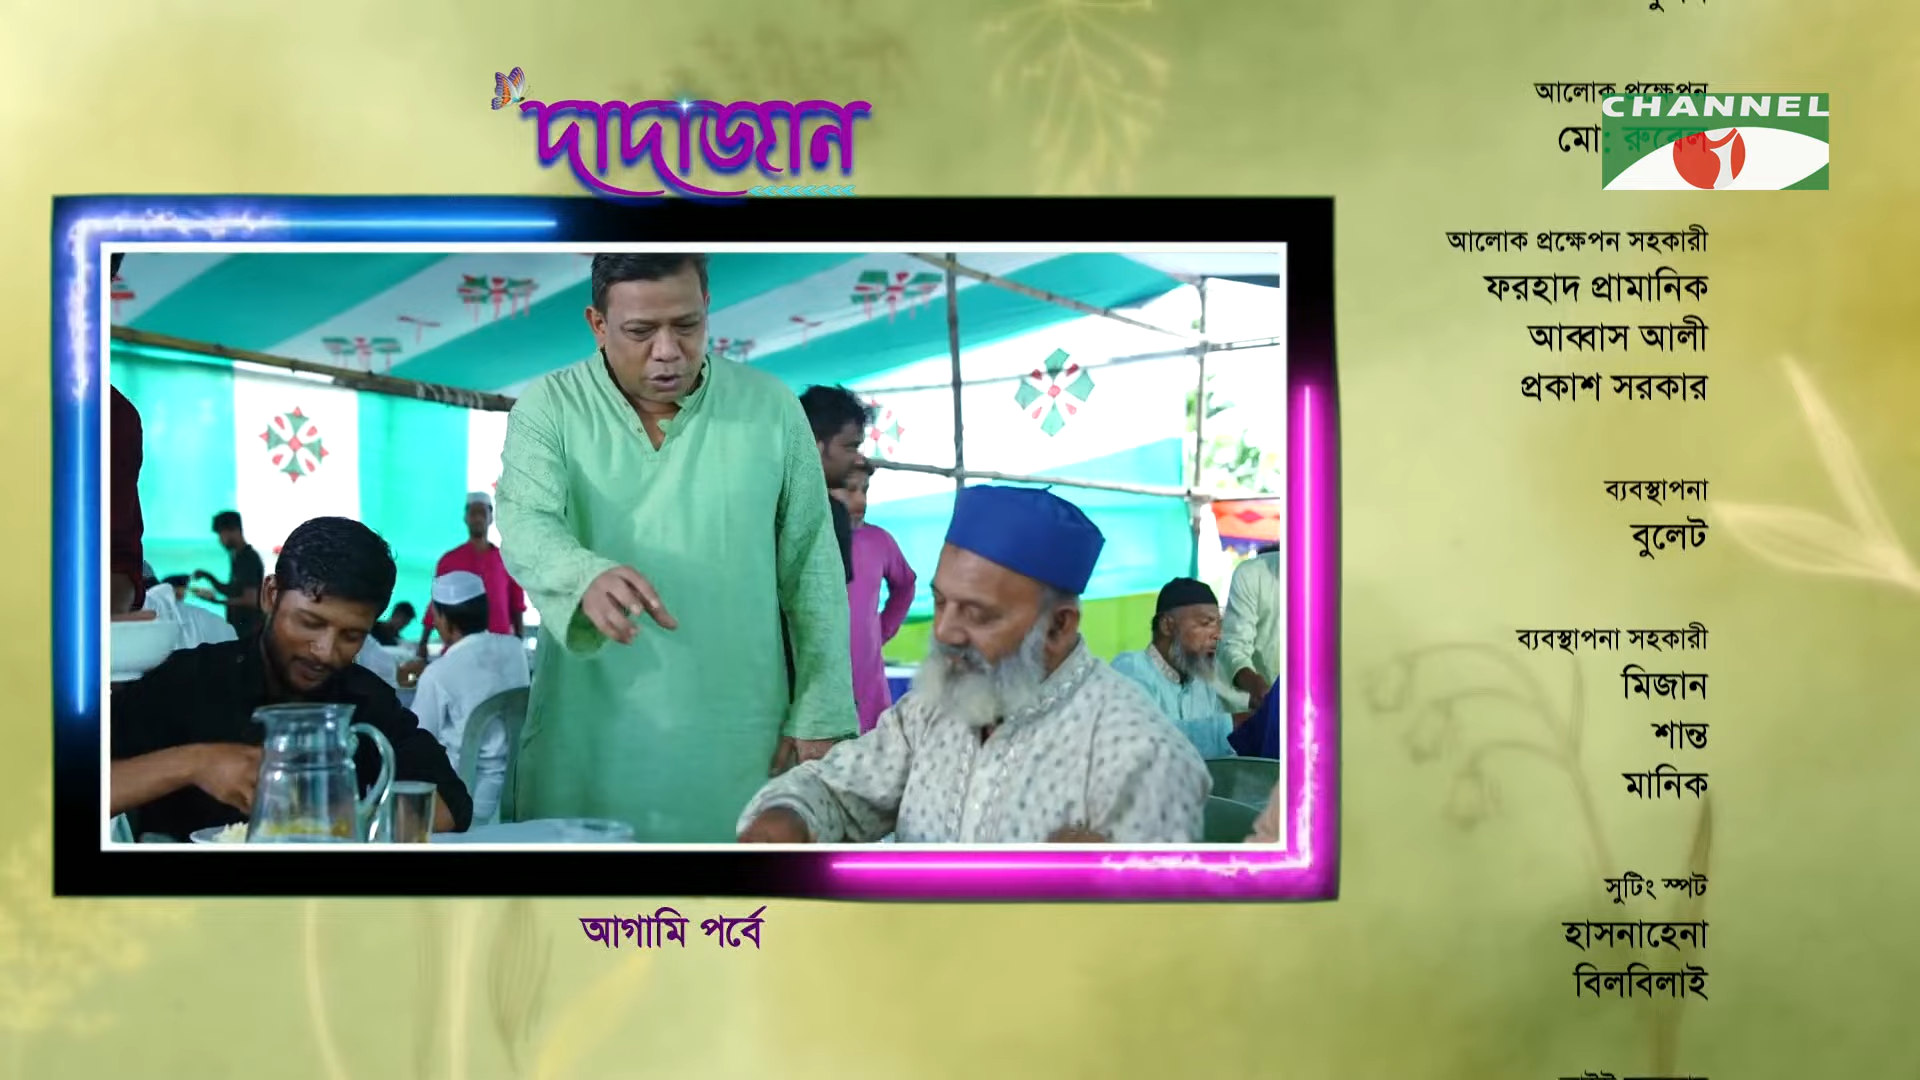 দাদাজান
CHANNEL
আলোক প্রক্ষেপন
মো: রুবেল
আলোক প্রক্ষেপন সহকারী
ফরহাদ প্রামানিক
আব্বাস আলী
প্রকাশ সরকার
ব্যবস্থাপনা
বুলেট
ব্যবস্থাপনা সহকারী
মিজান
শান্ত
মানিক
সুটিং স্পট
হাসনাহেনা
বিলবিলাই
আগামি পর্বে